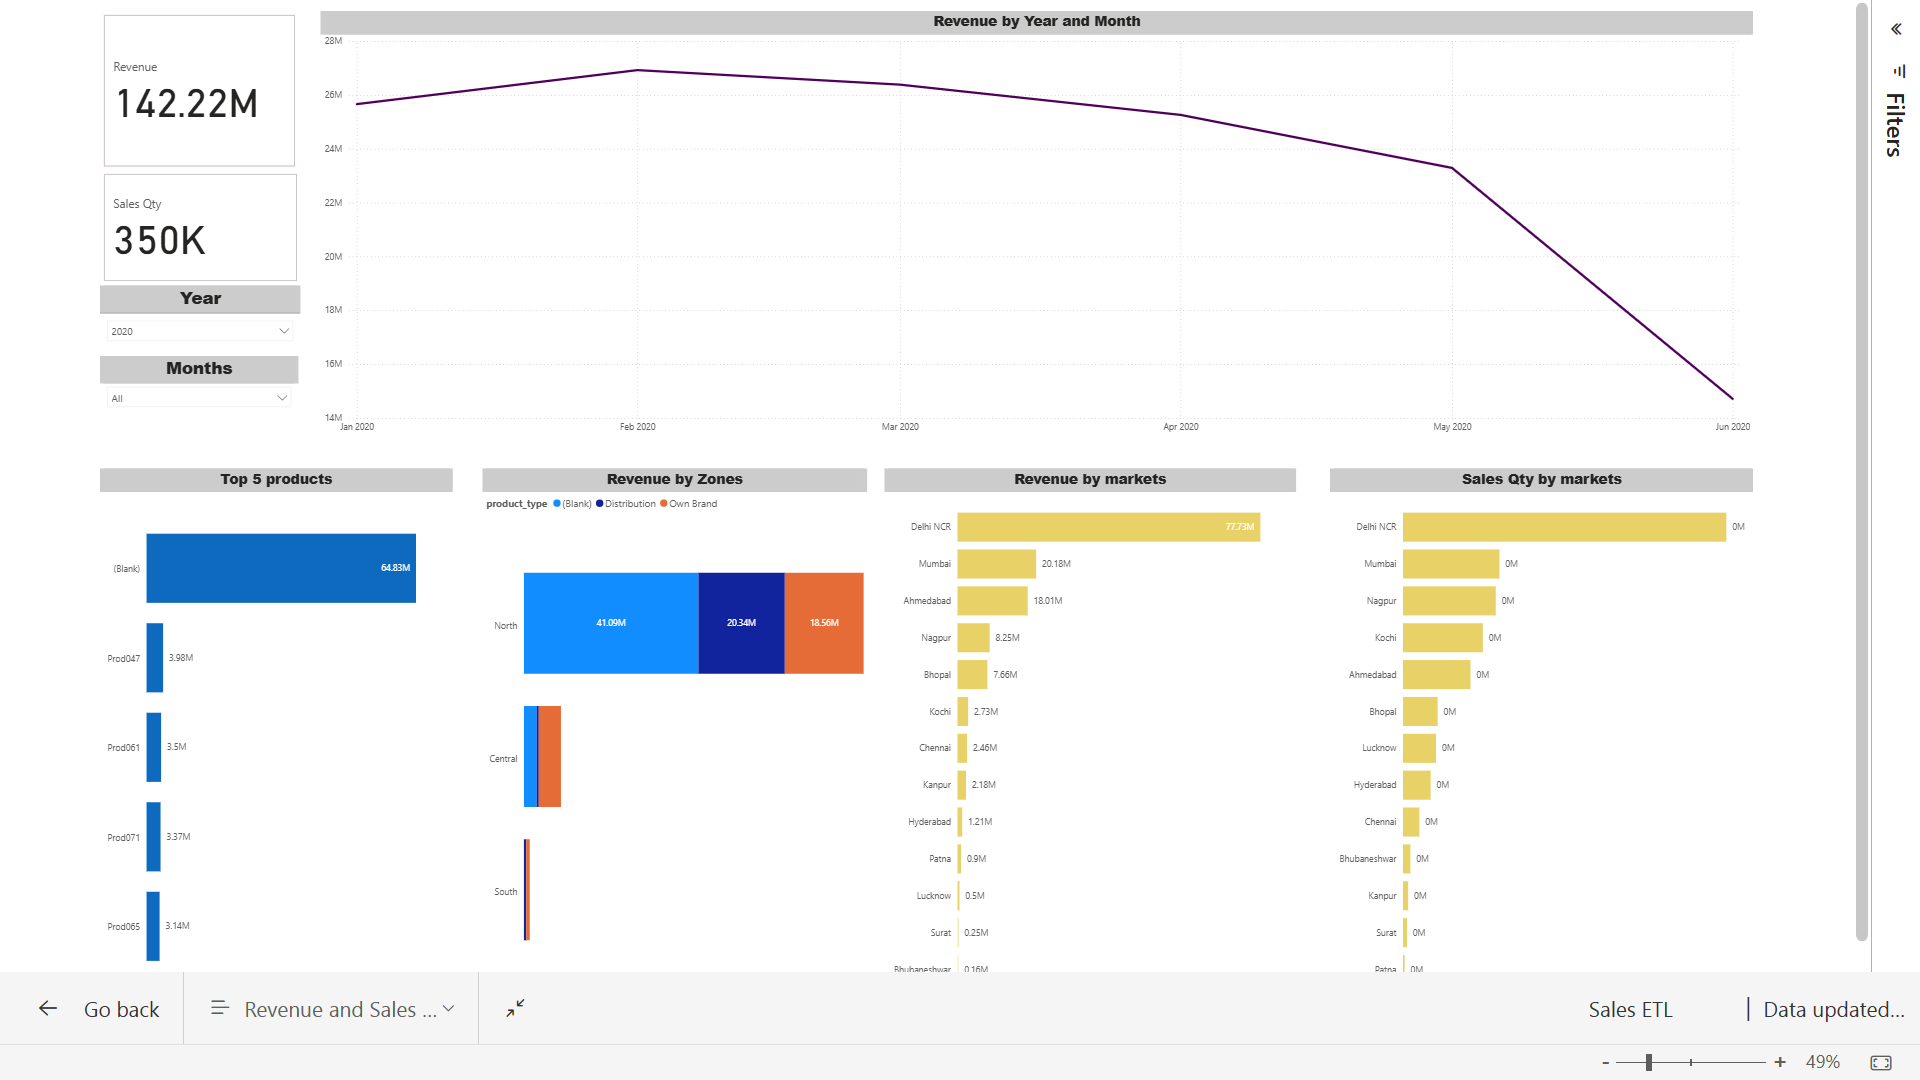 Revenue
142.22M
Sales Qty
350K
Year
2020
Months
All
Revenue by Year and Month
28M
26M
24M
22M
20M
18M
16M
14M
Jan 2020 Feb 2020 Mar 2020 Apr 2020 May 2020 Jun 2020
Filters
Top 5 products
(Blank) 64.83M
Prod047 3.98M
Prod061 3.5M
Prod071 3.37M
Prod065 3.14M
Revenue by Zones
product_type (Blank) Distribution Own Brand
North 41.09M 20.34M 18.56M
Central
South
Revenue by markets
Delhi NCR 77.73M
Mumbai 20.18M
Ahmedabad 18.01M
Nagpur 8.25M
Bhopal 7.66M
Kochi 2.73M
Chennai 2.46M
Kanpur 2.18M
Hyderabad 1.21M
Patna 0.9M
Lucknow 0.5M
Surat 0.25M
Bhubaneshwar 0.16M
Sales Qty by markets
Delhi NCR 0M
Mumbai 0M
Nagpur 0M
Kochi 0M
Ahmedabad 0M
Bhopal 0M
Lucknow 0M
Hyderabad 0M
Chennai 0M
Bhubaneshwar 0M
Kanpur 0M
Surat 0M
Patna 0M
Go back
Revenue and Sales ...
Sales ETL | Data updated...
- + 49%